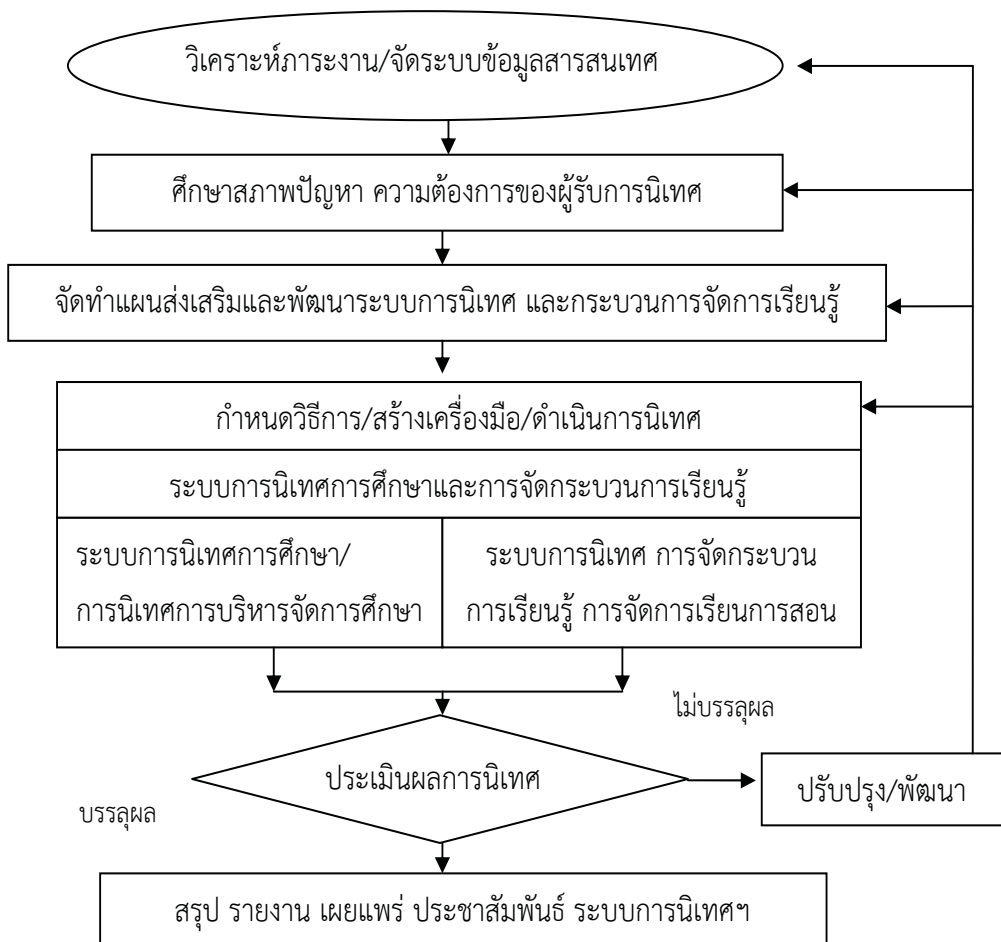 วิเคราะห์ภาระงาน/จัดระบบข้อมูลสารสนเทศ
ศึกษาสภาพปัญหา ความต้องการของผู้รับการนิเทศ
จัดทำแผนส่งเสริมและพัฒนาระบบการนิเทศ และกระบวนการจัดการเรียนรู้
กำหนดวิธีการ/สร้างเครื่องมือ/ดำเนินการนิเทศ
ระบบการนิเทศการศึกษาและการจัดกระบวนการเรียนรู้
ระบบการนิเทศการศึกษา/
การนิเทศการบริหารจัดการศึกษา
ระบบการนิเทศ การจัดกระบวน
การเรียนรู้ การจัดการเรียนการสอน
ไม่บรรลุผล
ประเมินผลการนิเทศ
ปรับปรุง/พัฒนา
บรรลุผล
สรุป รายงาน เผยแพร่ ประชาสัมพันธ์ ระบบการนิเทศฯ